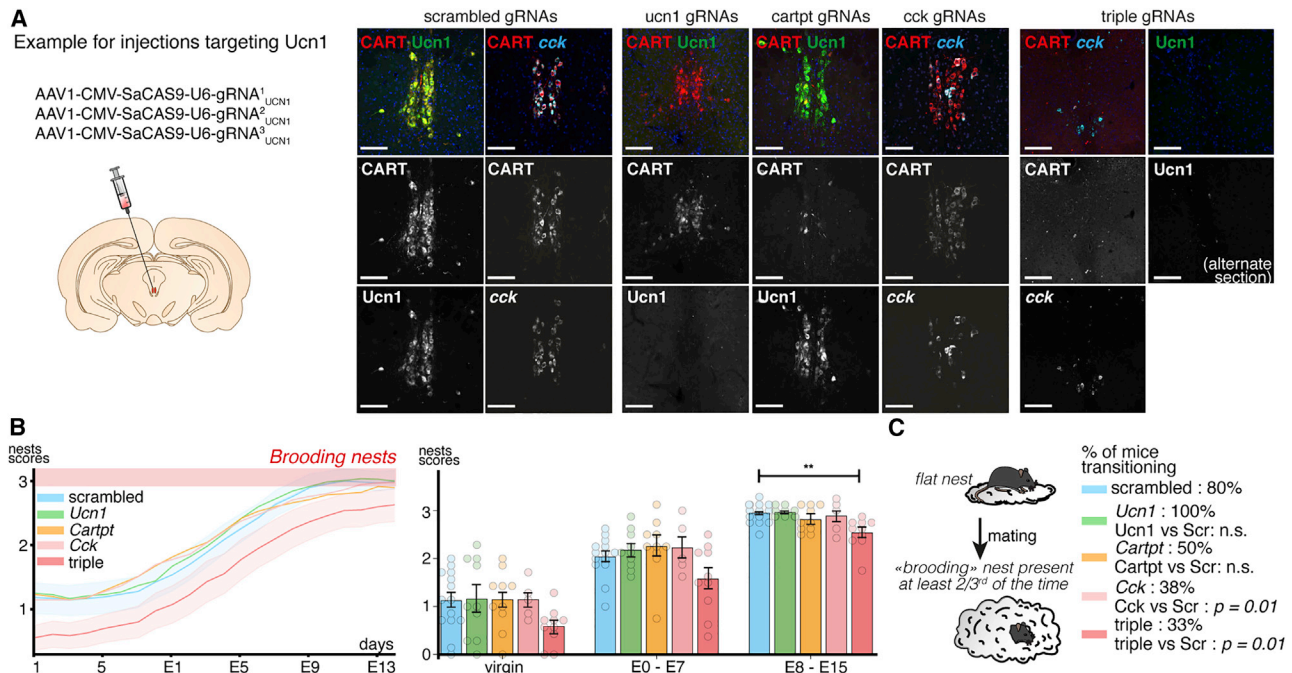 A
Example for injections targeting Ucn1
AAV1-CMV-SaCAS9-U6-gRNA¹UCN1
AAV1-CMV-SaCAS9-U6-gRNA²UCN1
AAV1-CMV-SaCAS9-U6-gRNA³UCN1
scrambled gRNAs ucn1 gRNAs cartpt gRNAs cck gRNAs triple gRNAs
CART Ucn1 CART cck CART Ucn1 CART Ucn1 CART cck CART cck Ucn1
CART CART CART CART CART CART Ucn1
(alternate
section)
Ucn1 cck Ucn1 Ucn1 cck cck
B
nests
scores
Brooding nests
3
2
1
scrambled
Ucn1
Cartpt
Cck
triple
days
1 5 E1 E5 E9 E13
nests
scores
**
3
2
1
0
virgin E0 - E7 E8 - E15
C
flat nest
mating
«brooding» nest present
at least 2/3rd of the time
% of mice
transitioning
scrambled : 80%
Ucn1 : 100%
Ucn1 vs Scr: n.s.
Cartpt : 50%
Cartpt vs Scr: n.s.
Cck : 38%
Cck vs Scr : p = 0.01
triple : 33%
triple vs Scr : p = 0.01